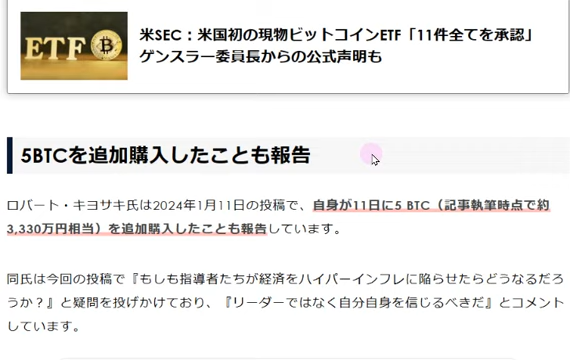 ETF B
米SEC：米国初の現物ビットコインETF「11件全てを承認」
ゲンスラー委員長からの公式声明も
5BTCを追加購入したことも報告
ロバート・キヨサキ氏は2024年1月11日の投稿で、自身が11日に5 BTC（記事執筆時点で約
3,330万円相当）を追加購入したことも報告しています。
同氏は今回の投稿で『もしも指導者たちが経済をハイパーインフレに陥らせたらどうなるだろ
うか？』と疑問を投げかけており、『リーダーではなく自分自身を信じるべきだ』とコメント
しています。